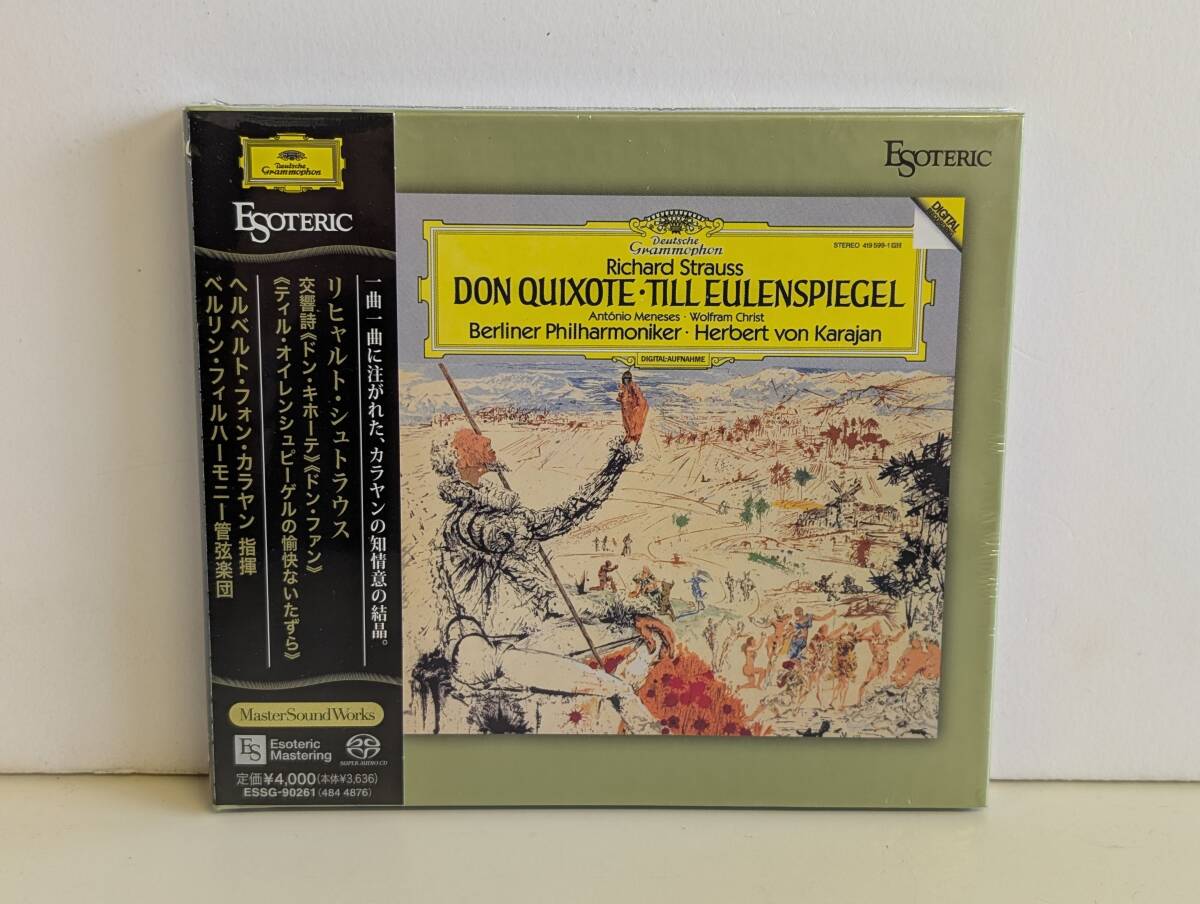 Deutsche
Grammophon
ESOTERIC
一曲一曲に注がれた、カラヤンの知情意の結晶。
リヒャルト・シュトラウス
交響詩《ドン・キホーテ》《ドン・ファン》
《ティル・オイレンシュピーゲルの愉快ないたずら》
ヘルベルト・フォン・カラヤン 指揮
ベルリン・フィルハーモニー管弦楽団
MasterSoundWorks
ES
Esoteric
Mastering
SUPER AUDIO CD
定価¥4,000(本体¥3,636)
ESSG-90261(484 4876)
ESOTERIC
DIGITAL
Deutsche
Grammophon
STEREO 419 599-1 GH
Richard Strauss
DON QUIXOTE · TILL EULENSPIEGEL
António Meneses · Wolfram Christ
Berliner Philharmoniker · Herbert von Karajan
DIGITAL-AUFNAHME